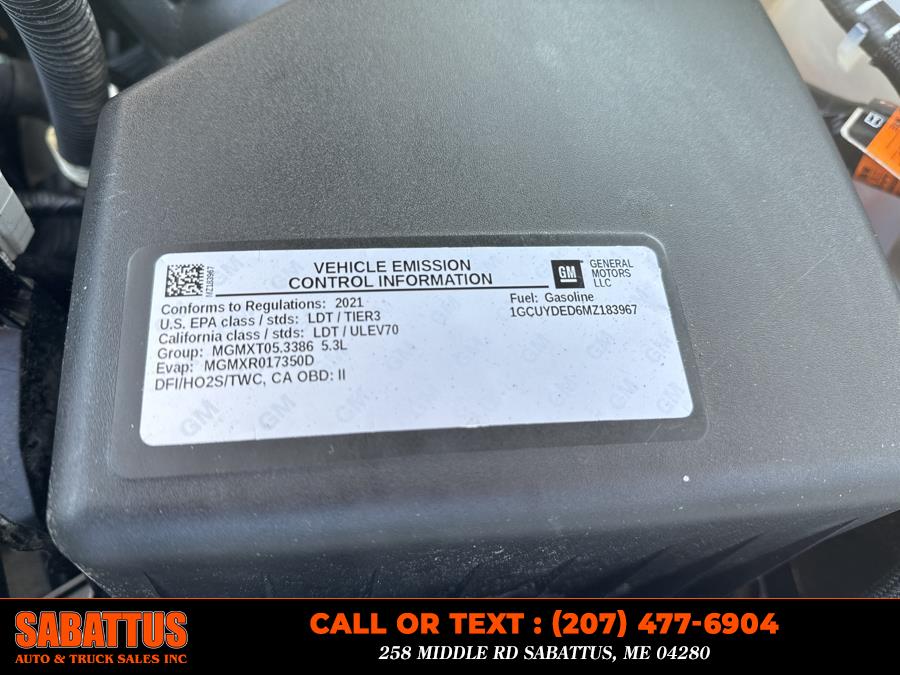 VEHICLE EMISSION
CONTROL INFORMATION
MZ183967
GM
GENERAL
MOTORS
LLC
Conforms to Regulations: 2021
U.S. EPA class / stds: LDT / TIER3
California class / stds: LDT / ULEV70
Group: MGMXT05.3386 5.3L
Evap: MGMXR017350D
DFI/HO2S/TWC, CA OBD: II
Fuel: Gasoline
1GCUYDED6MZ183967
SABATTUS
AUTO & TRUCK SALES INC
CALL OR TEXT : (207) 477-6904
258 MIDDLE RD SABATTUS, ME 04280